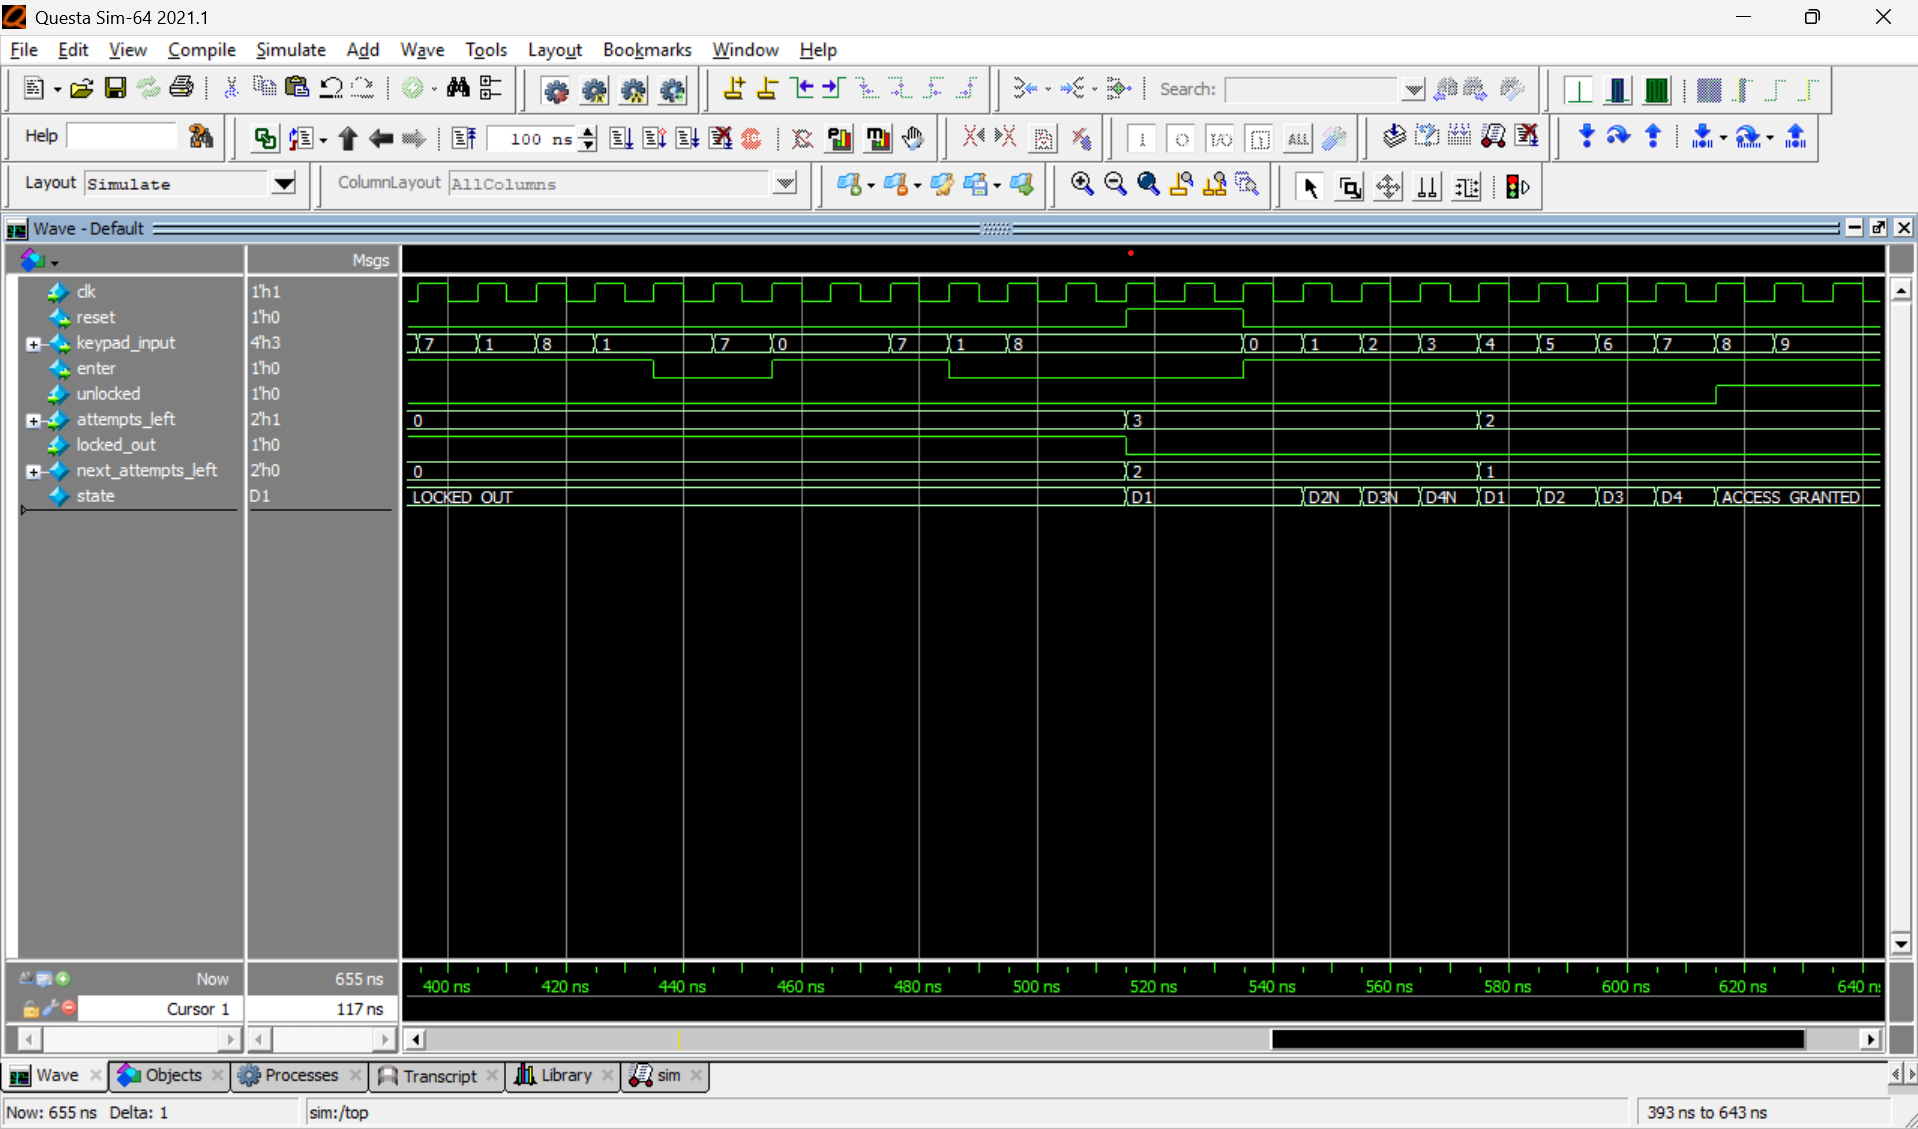 Questa Sim-64 2021.1
File Edit View Compile Simulate Add Wave Tools Layout Bookmarks Window Help
Search:
Help 100 ns I O I/O ALL
Layout Simulate ColumnLayout AllColumns
Wave - Default
Msgs
clk 1'h1
reset 1'h0
keypad_input 4'h3 7 1 8 1 7 0 7 1 8 0 1 2 3 4 5 6 7 8 9
enter 1'h0
unlocked 1'h0
attempts_left 2'h1 0 3 2
locked_out 1'h0
next_attempts_left 2'h0 0 2 1
state D1 LOCKED_OUT D1 D2N D3N D4N D1 D2 D3 D4 ACCESS_GRANTED
Now 655 ns 400 ns 420 ns 440 ns 460 ns 480 ns 500 ns 520 ns 540 ns 560 ns 580 ns 600 ns 620 ns 640 n
Cursor 1 117 ns
Wave Objects Processes Transcript Library sim
Now: 655 ns Delta: 1 sim:/top 393 ns to 643 ns